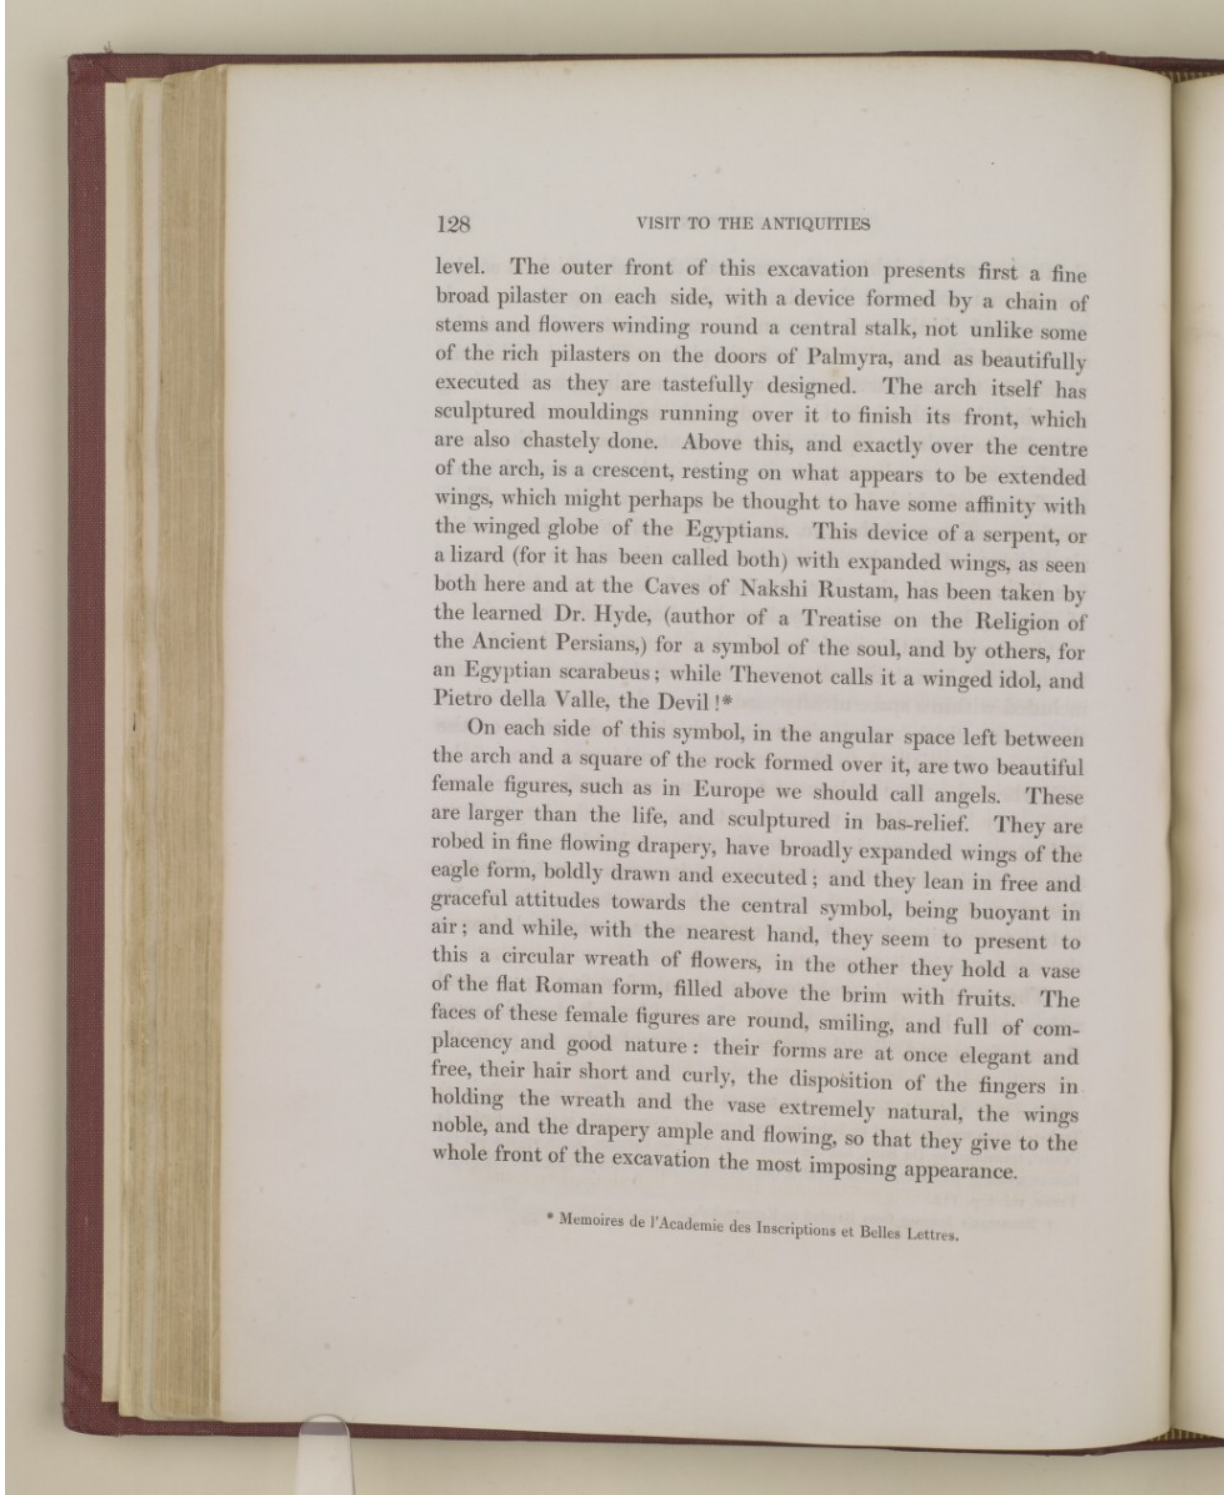 128 VISIT TO THE ANTIQUITIES
level. The outer front of this excavation presents first a fine
broad pilaster on each side, with a device formed by a chain of
stems and flowers winding round a central stalk, not unlike some
of the rich pilasters on the doors of Palmyra, and as beautifully
executed as they are tastefully designed. The arch itself has
sculptured mouldings running over it to finish its front, which
are also chastely done. Above this, and exactly over the centre
of the arch, is a crescent, resting on what appears to be extended
wings, which might perhaps be thought to have some affinity with
the winged globe of the Egyptians. This device of a serpent, or
a lizard (for it has been called both) with expanded wings, as seen
both here and at the Caves of Nakshi Rustam, has been taken by
the learned Dr. Hyde, (author of a Treatise on the Religion of
the Ancient Persians,) for a symbol of the soul, and by others, for
an Egyptian scarabeus; while Thevenot calls it a winged idol, and
Pietro della Valle, the Devil!*
On each side of this symbol, in the angular space left between
the arch and a square of the rock formed over it, are two beautiful
female figures, such as in Europe we should call angels. These
are larger than the life, and sculptured in bas-relief. They are
robed in fine flowing drapery, have broadly expanded wings of the
eagle form, boldly drawn and executed; and they lean in free and
graceful attitudes towards the central symbol, being buoyant in
air; and while, with the nearest hand, they seem to present to
this a circular wreath of flowers, in the other they hold a vase
of the flat Roman form, filled above the brim with fruits. The
faces of these female figures are round, smiling, and full of com-
placency and good nature: their forms are at once elegant and
free, their hair short and curly, the disposition of the fingers in
holding the wreath and the vase extremely natural, the wings
noble, and the drapery ample and flowing, so that they give to the
whole front of the excavation the most imposing appearance.
* Memoires de l'Academie des Inscriptions et Belles Lettres.